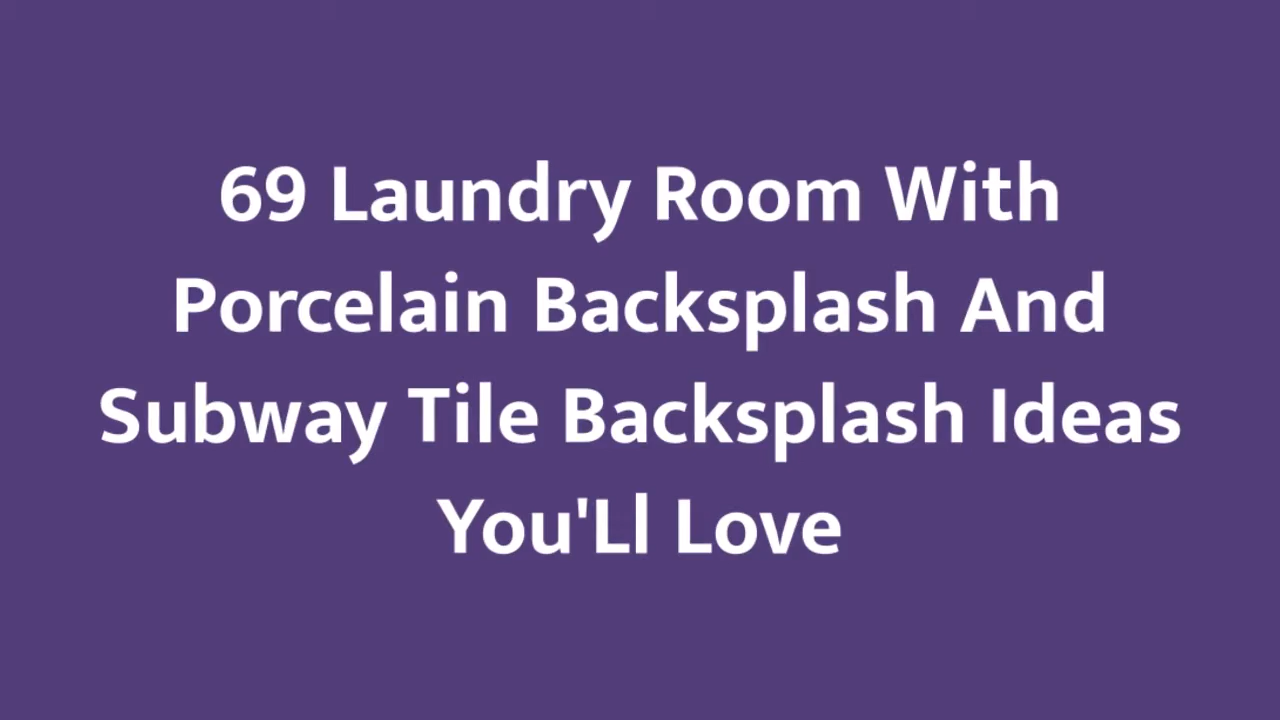 69 Laundry Room With
Porcelain Backsplash And
Subway Tile Backsplash Ideas
You'Ll Love